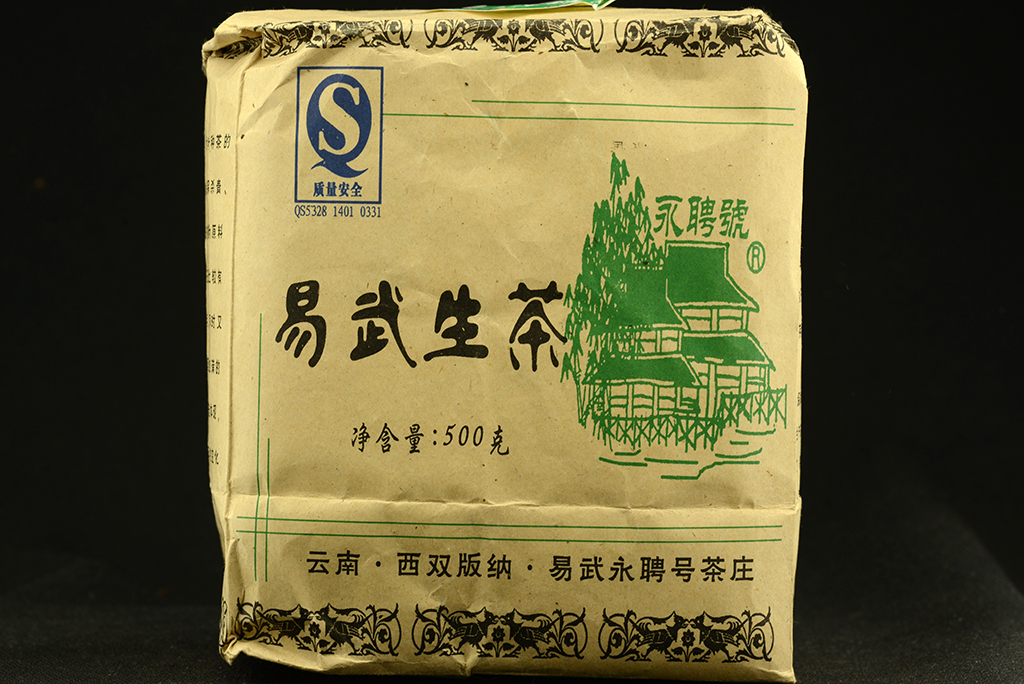 质量安全
QS5328 1401 0331
永聘號
®
易武生茶
净含量:500克
云南·西双版纳·易武永聘号茶庄